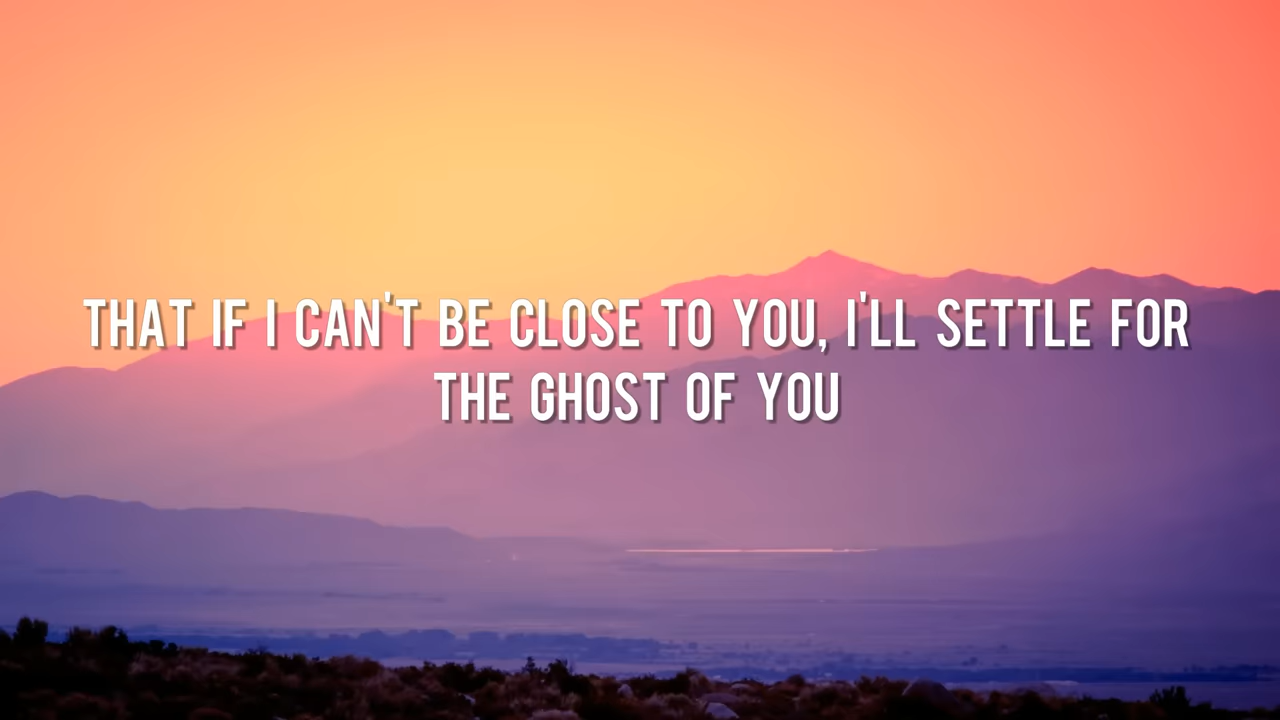 THAT IF I CAN'T BE CLOSE TO YOU, I'LL SETTLE FOR
THE GHOST OF YOU